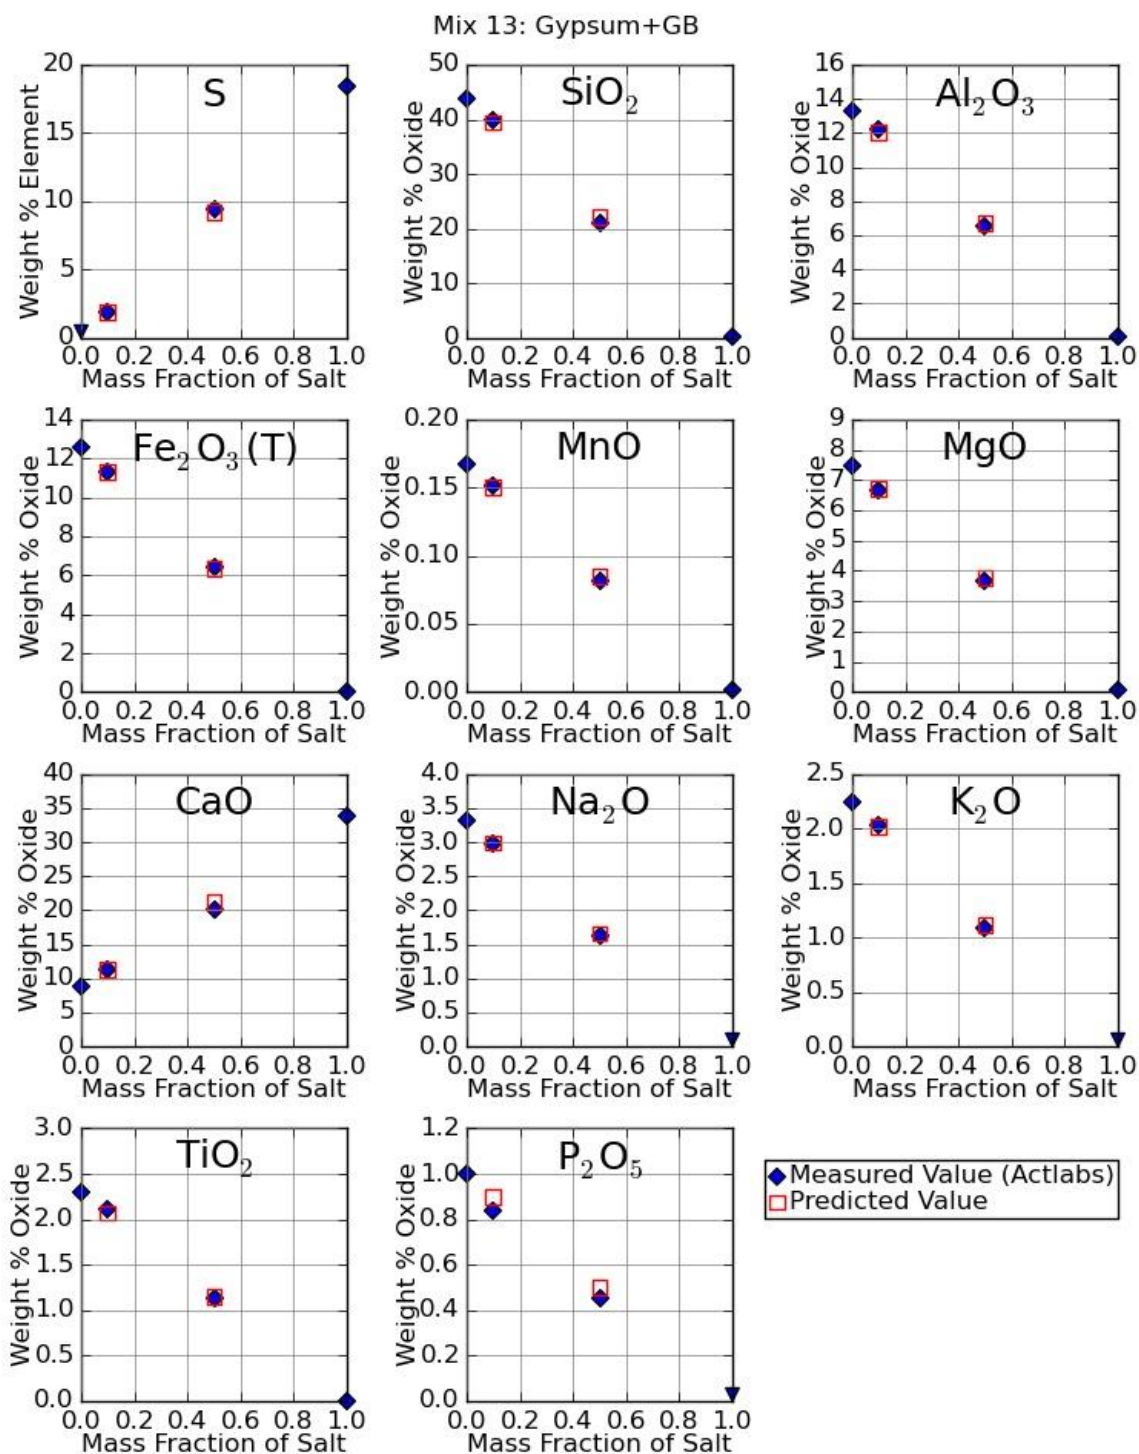 Mix 13: Gypsum+GB
S
Weight % Element
20
15
10
5
0
0.0 0.2 0.4 0.6 0.8 1.0
Mass Fraction of Salt
SiO₂
Weight % Oxide
50
40
30
20
10
0
0.0 0.2 0.4 0.6 0.8 1.0
Mass Fraction of Salt
Al₂O₃
Weight % Oxide
16
14
12
10
8
6
4
2
0
0.0 0.2 0.4 0.6 0.8 1.0
Mass Fraction of Salt
Fe₂O₃(T)
Weight % Oxide
14
12
10
8
6
4
2
0
0.0 0.2 0.4 0.6 0.8 1.0
Mass Fraction of Salt
MnO
Weight % Oxide
0.20
0.15
0.10
0.05
0.00
0.0 0.2 0.4 0.6 0.8 1.0
Mass Fraction of Salt
MgO
Weight % Oxide
9
8
7
6
5
4
3
2
1
0
0.0 0.2 0.4 0.6 0.8 1.0
Mass Fraction of Salt
CaO
Weight % Oxide
40
35
30
25
20
15
10
5
0
0.0 0.2 0.4 0.6 0.8 1.0
Mass Fraction of Salt
Na₂O
Weight % Oxide
4.0
3.5
3.0
2.5
2.0
1.5
1.0
0.5
0.0
0.0 0.2 0.4 0.6 0.8 1.0
Mass Fraction of Salt
K₂O
Weight % Oxide
2.5
2.0
1.5
1.0
0.5
0.0
0.0 0.2 0.4 0.6 0.8 1.0
Mass Fraction of Salt
TiO₂
Weight % Oxide
3.0
2.5
2.0
1.5
1.0
0.5
0.0
0.0 0.2 0.4 0.6 0.8 1.0
Mass Fraction of Salt
P₂O₅
Weight % Oxide
1.2
1.0
0.8
0.6
0.4
0.2
0.0
0.0 0.2 0.4 0.6 0.8 1.0
Mass Fraction of Salt
Measured Value (Actlabs)
Predicted Value